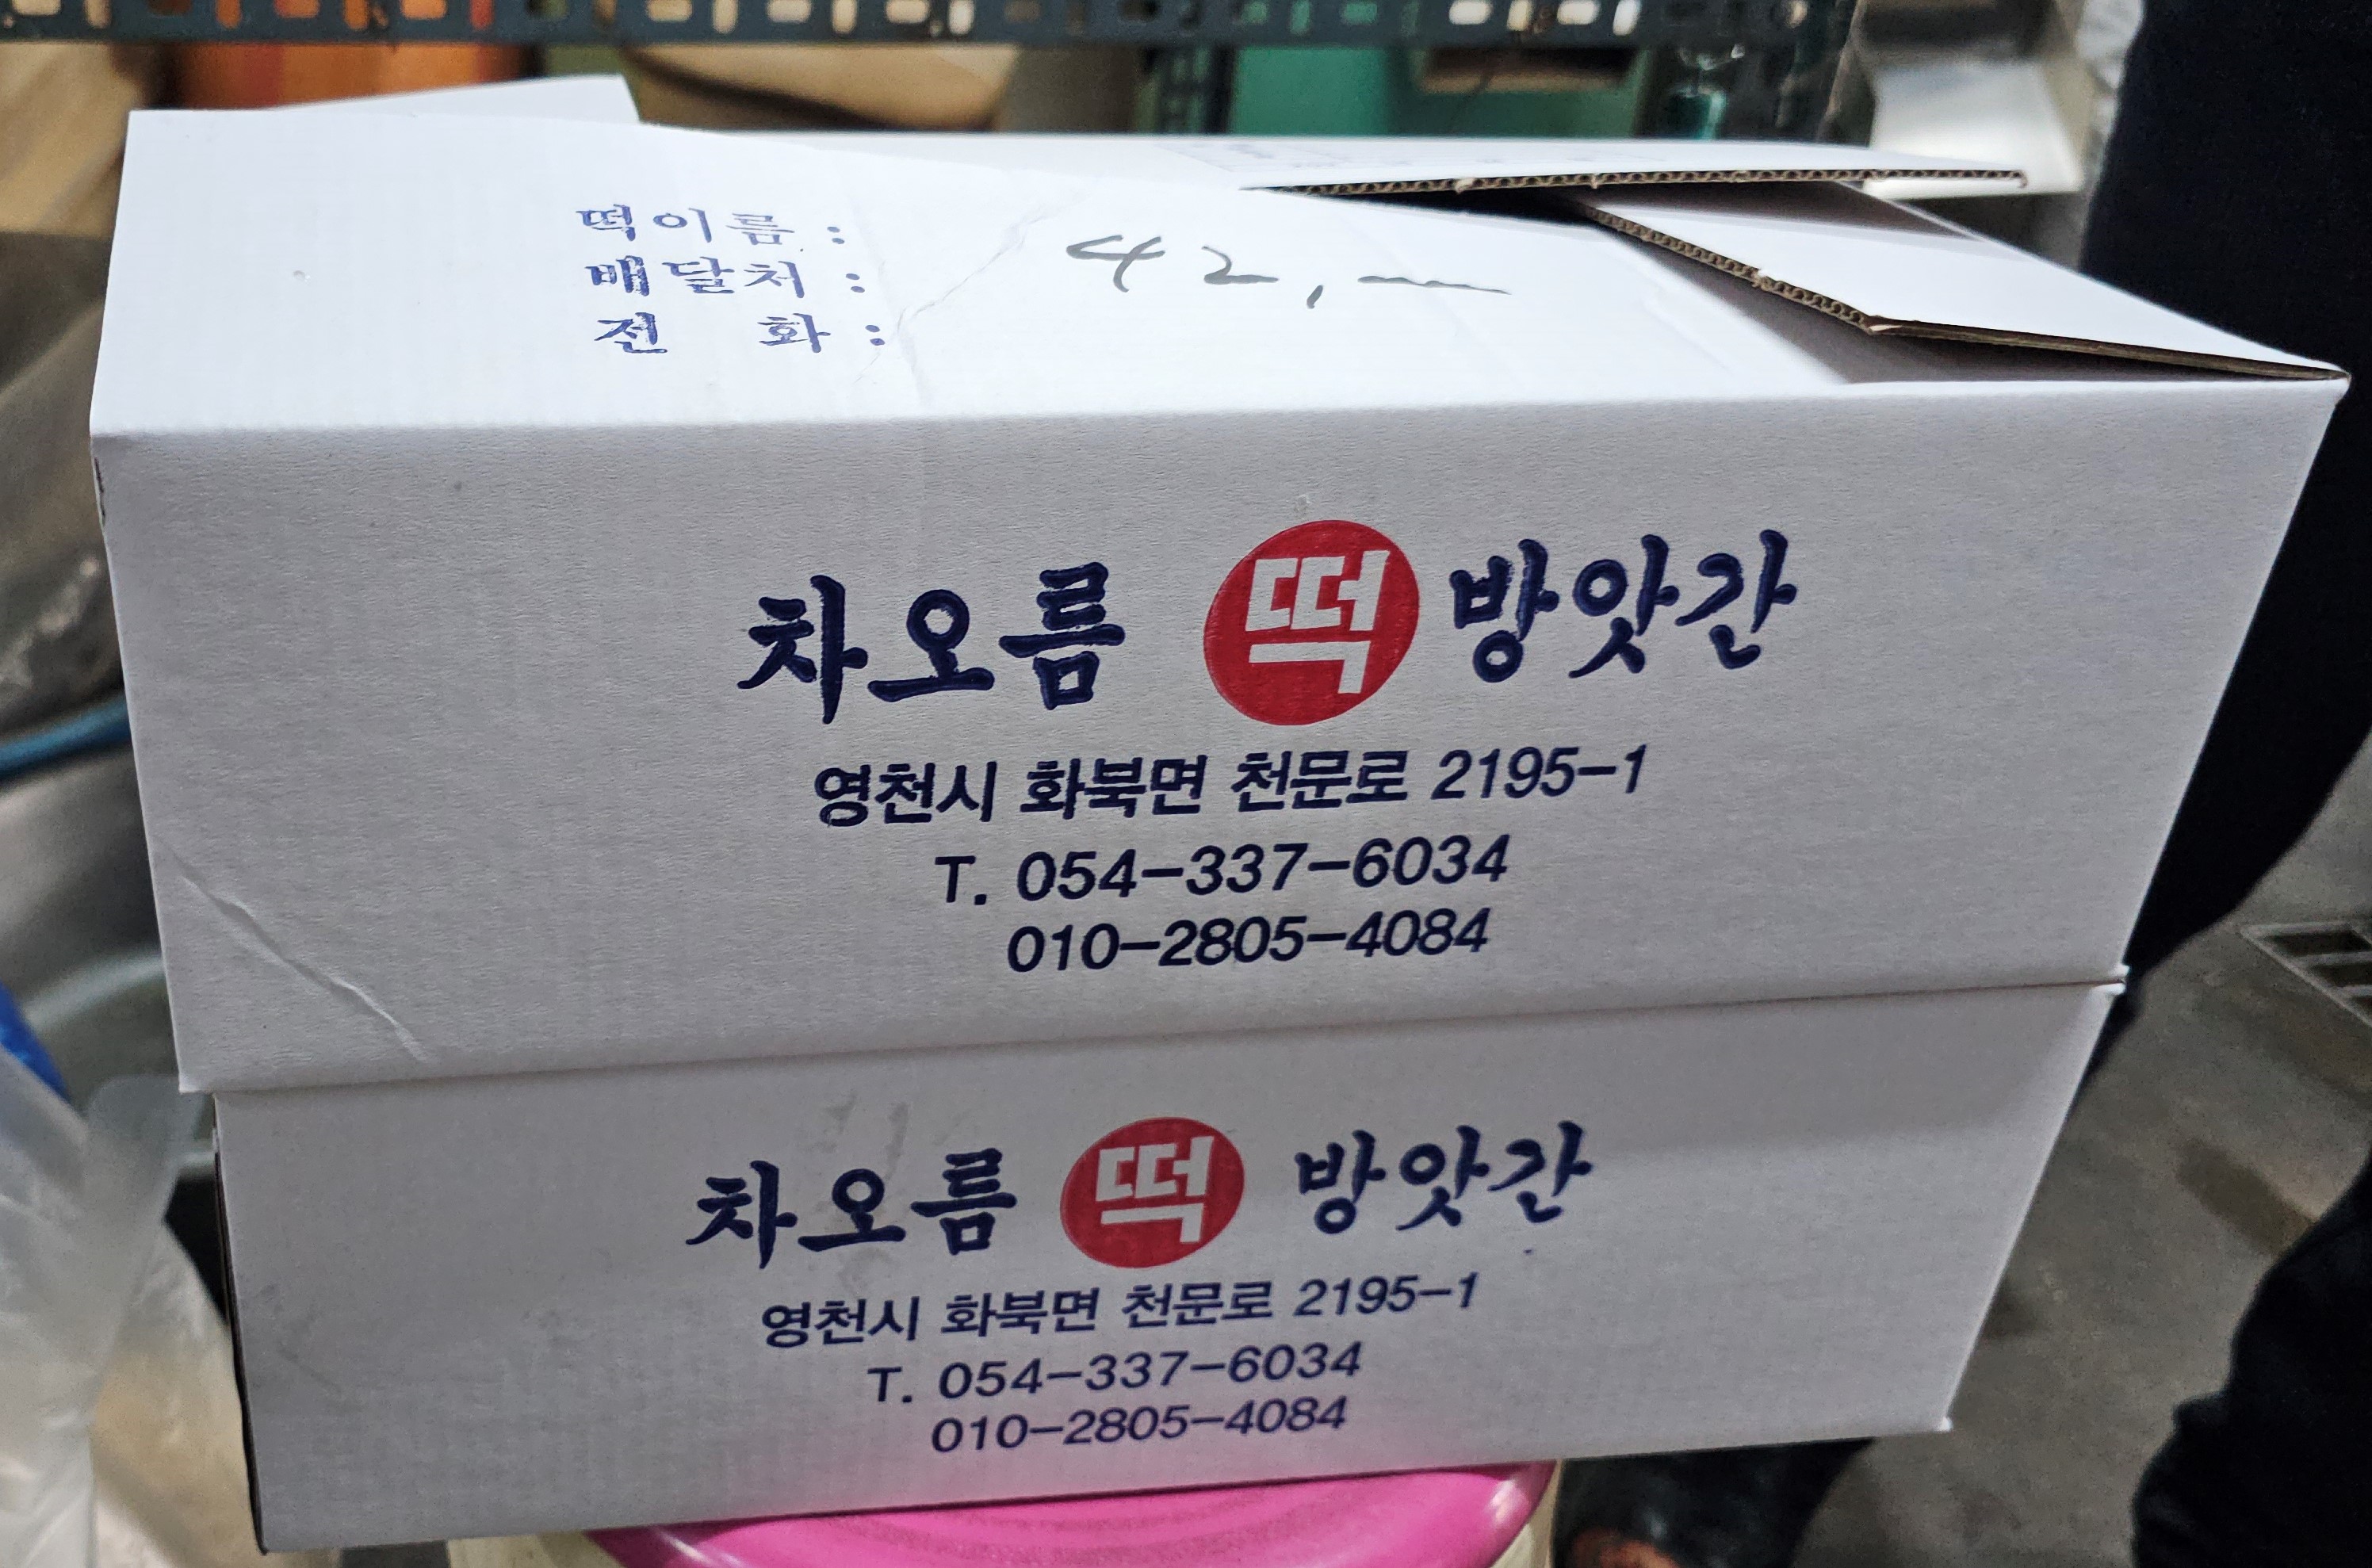 떡이름 :
배달처 :
전 화 :
42,
차오름 떡 방앗간
영천시 화북면 천문로 2195-1
T. 054-337-6034
010-2805-4084
차오름 떡 방앗간
영천시 화북면 천문로 2195-1
T. 054-337-6034
010-2805-4084